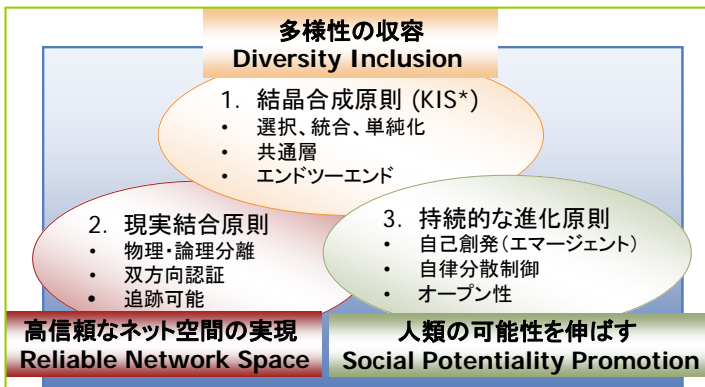 多様性の収容
Diversity Inclusion
1. 結晶合成原則 (KIS*)
• 選択、統合、単純化
• 共通層
• エンドツーエンド
2. 現実結合原則
• 物理・論理分離
• 双方向認証
• 追跡可能
3. 持続的な進化原則
• 自己創発(エマージェント)
• 自律分散制御
• オープン性
高信頼なネット空間の実現
Reliable Network Space
人類の可能性を伸ばす
Social Potentiality Promotion